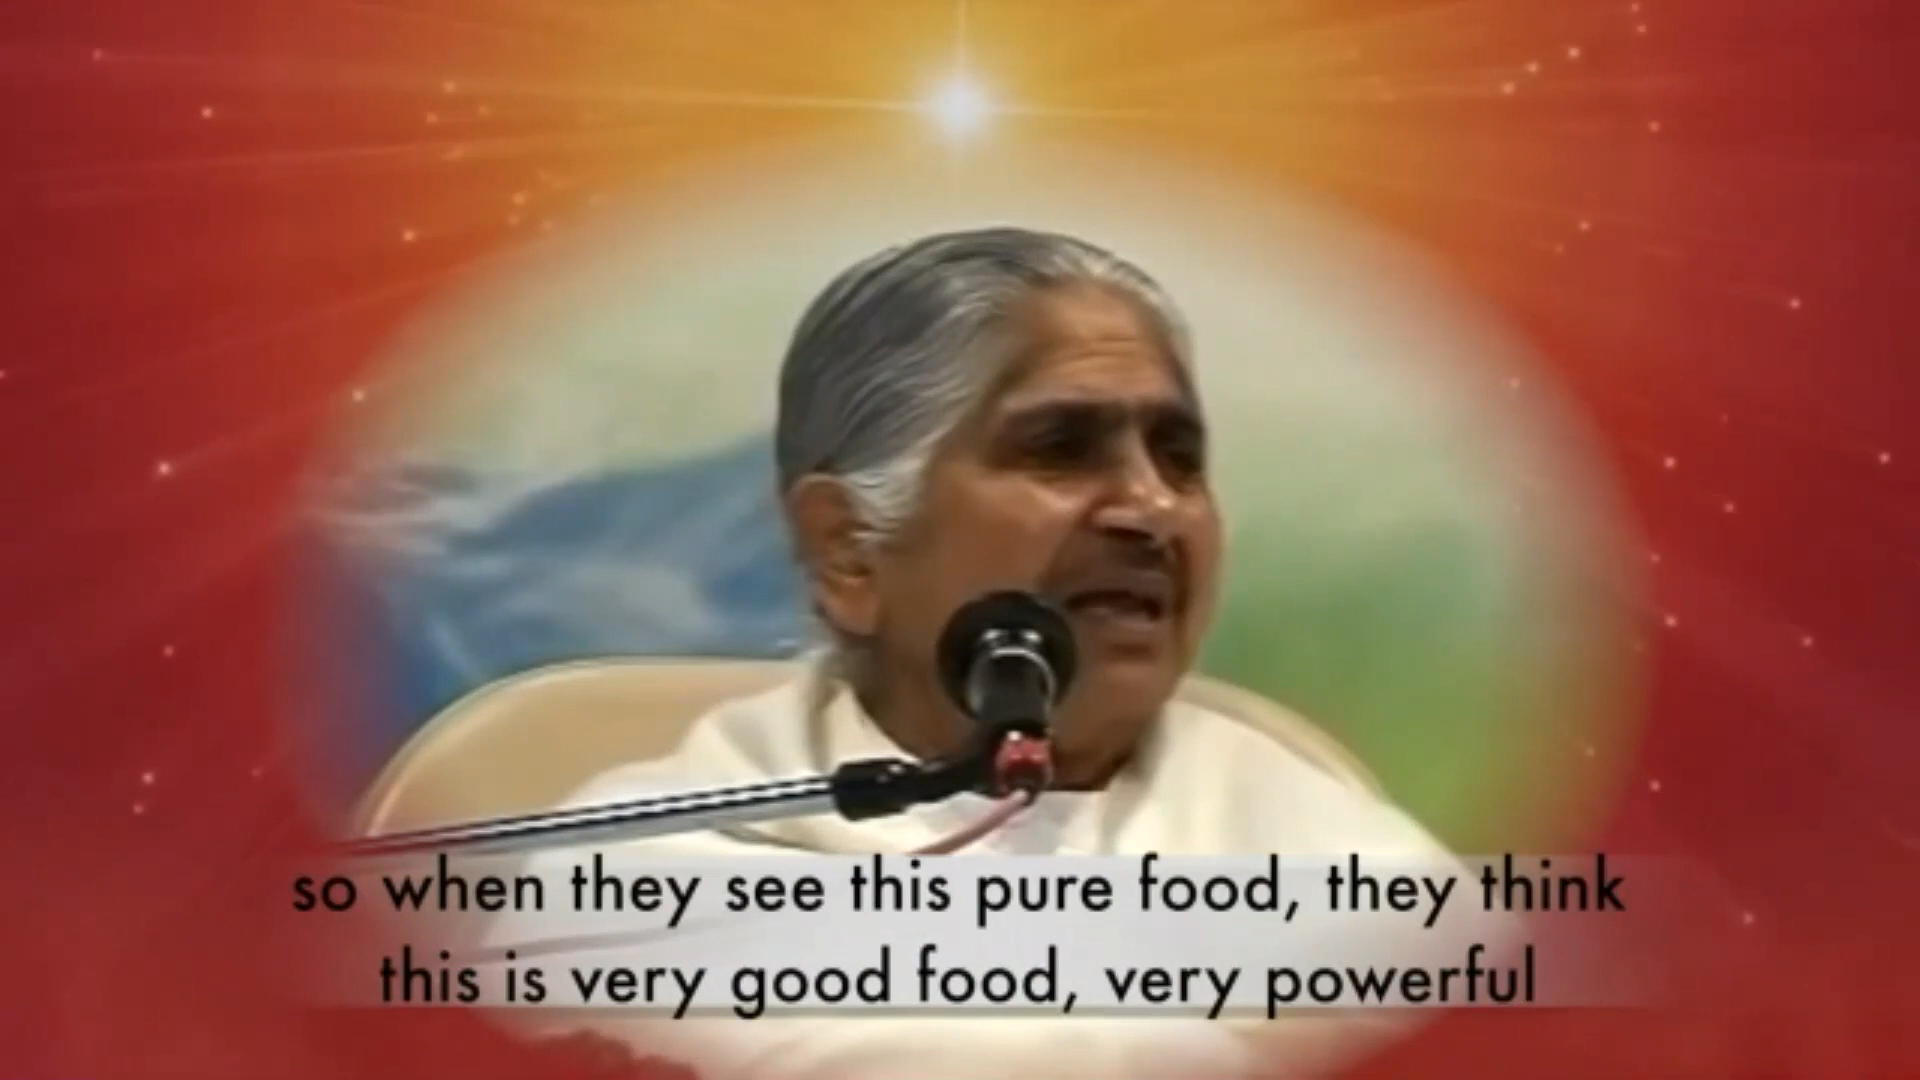 so when they see this pure food, they think
this is very good food, very powerful